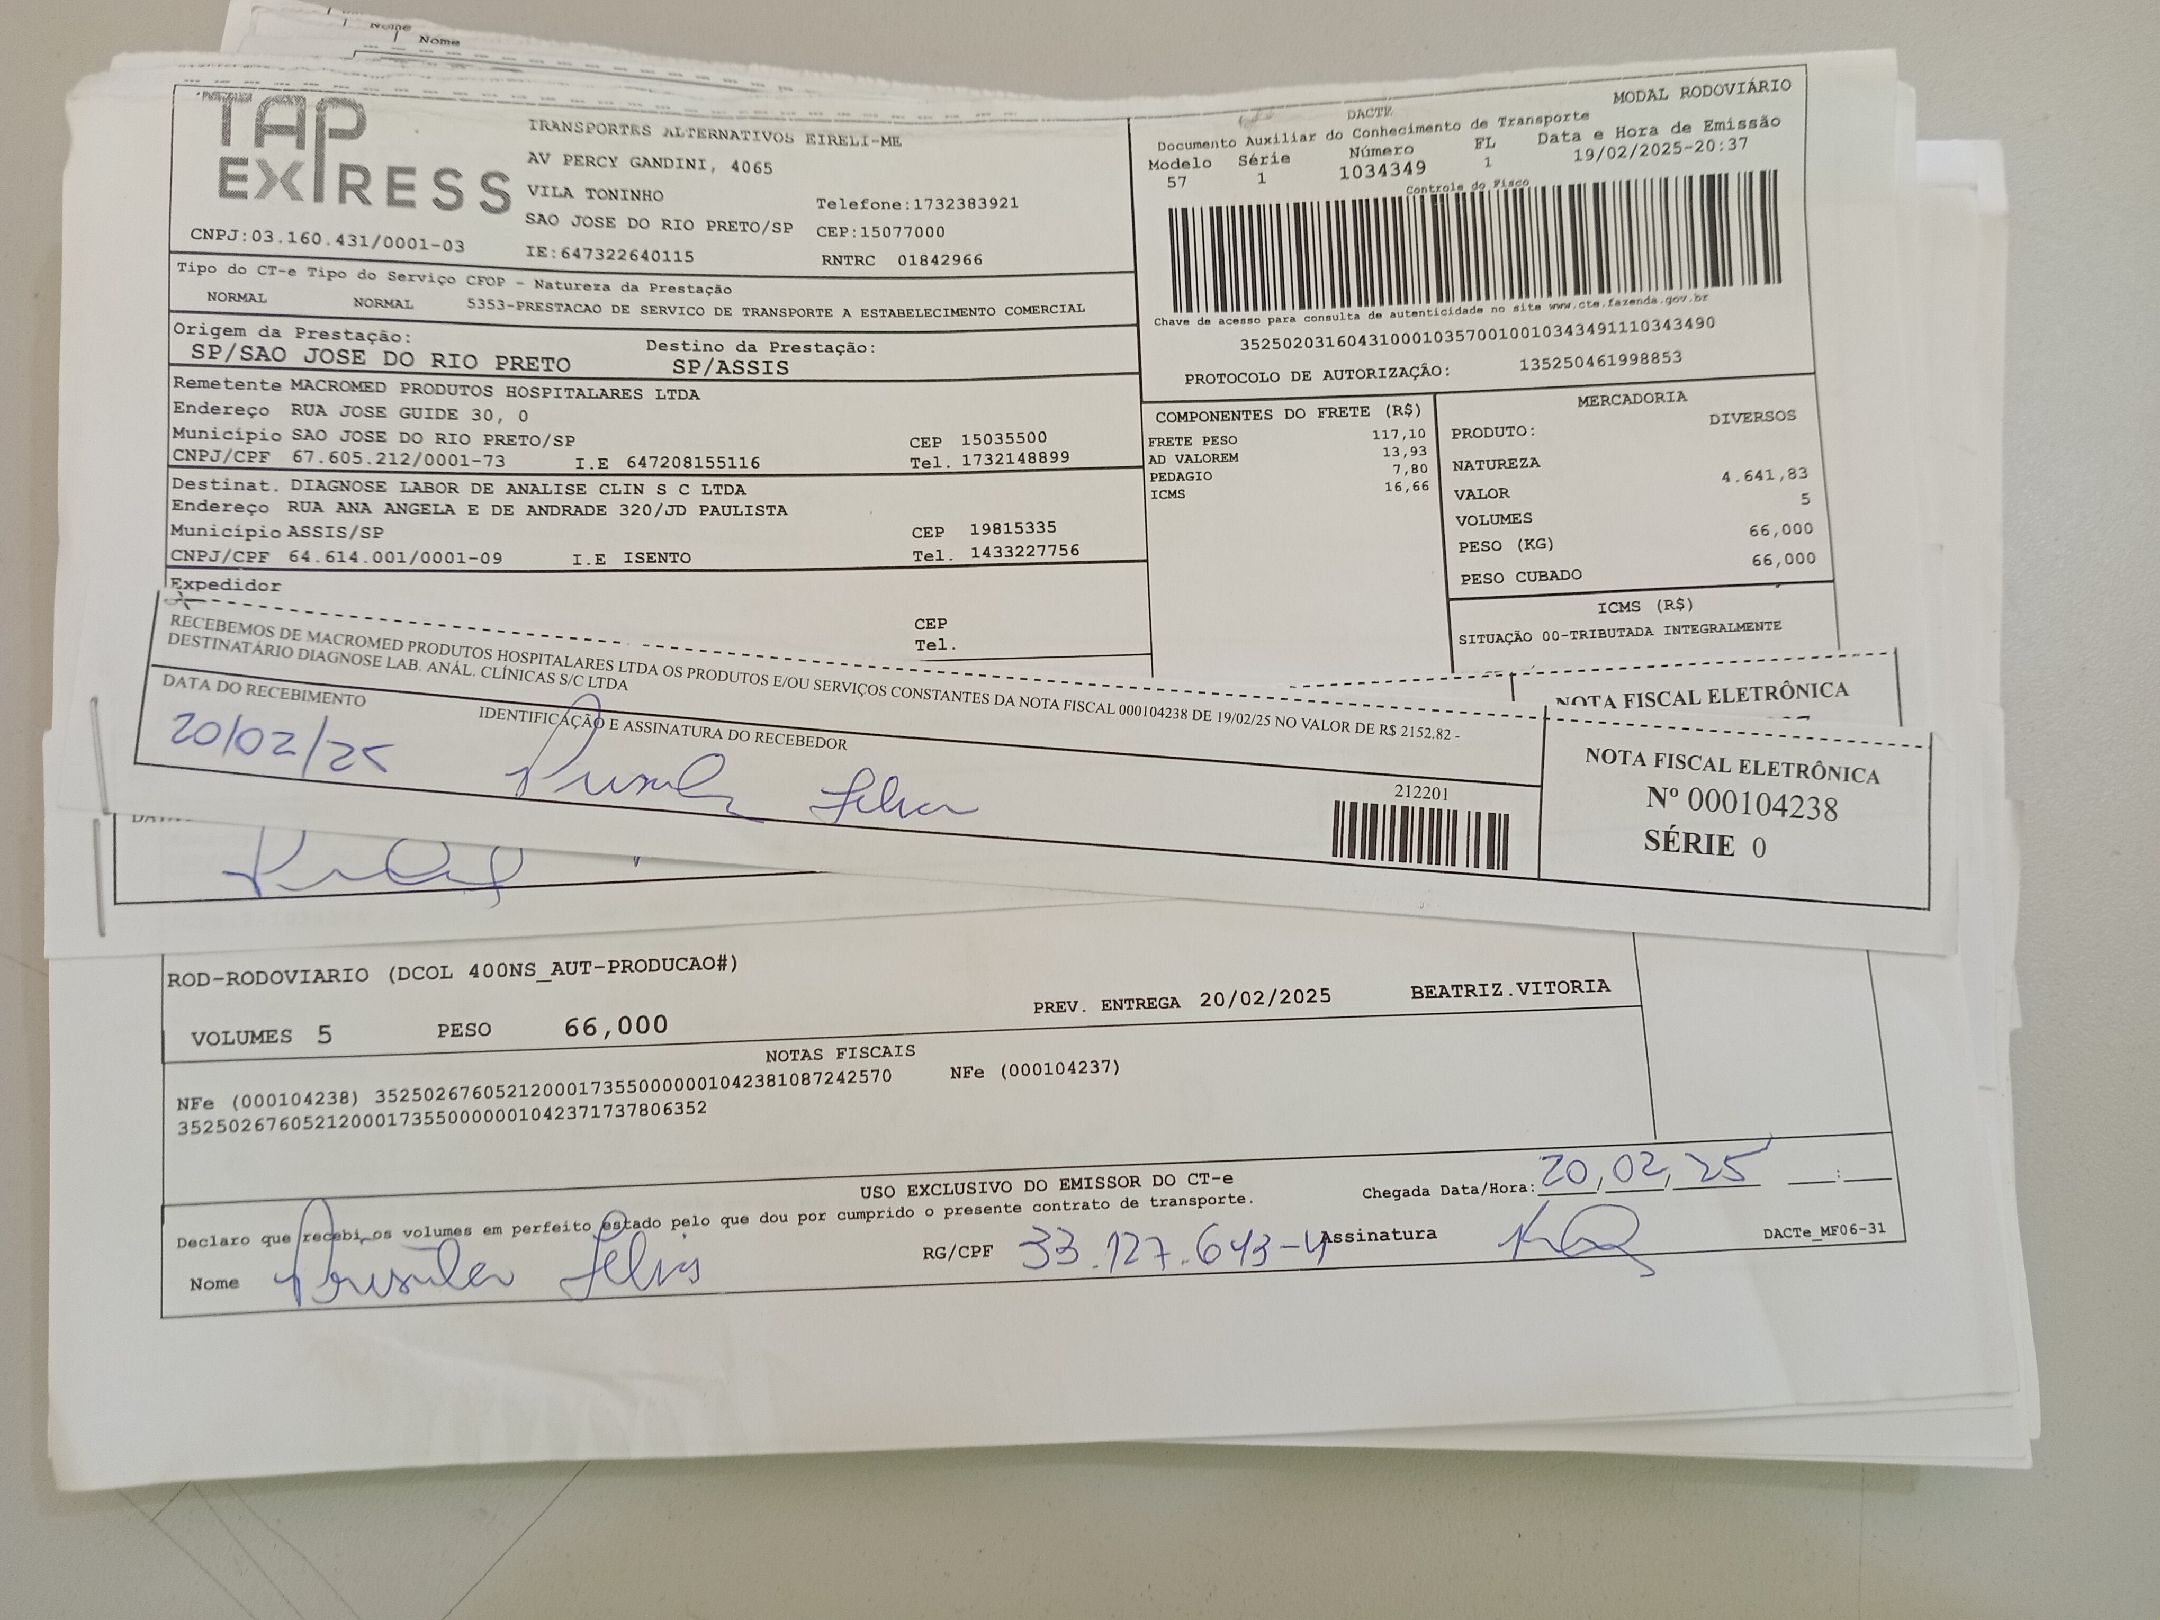 Nome
Nome
TAP
EXPRESS
TRANSPORTES ALTERNATIVOS EIRELI-ME
AV PERCY GANDINI, 4065
VILA TONINHO
Telefone:1732383921
SAO JOSE DO RIO PRETO/SP CEP:15077000
CNPJ:03.160.431/0001-03
IE:647322640115
RNTRC 01842966
MODAL RODOVIÁRIO
DACTE
Documento Auxiliar do Conhecimento de Transporte
Modelo Série Número FL Data e Hora de Emissão
57 1 1034349 1 19/02/2025-20:37
Controle do Fisco
Chave de acesso para consulta de autenticidade no site www.cte.fazenda.gov.br
35250203160431000103570010010343491110343490
PROTOCOLO DE AUTORIZAÇÃO: 135250461998853
Tipo do CT-e Tipo do Serviço CFOP - Natureza da Prestação
NORMAL NORMAL 5353-PRESTACAO DE SERVICO DE TRANSPORTE A ESTABELECIMENTO COMERCIAL
Origem da Prestação: Destino da Prestação:
SP/SAO JOSE DO RIO PRETO SP/ASSIS
Remetente MACROMED PRODUTOS HOSPITALARES LTDA
Endereço RUA JOSE GUIDE 30, 0
Município SAO JOSE DO RIO PRETO/SP CEP 15035500
CNPJ/CPF 67.605.212/0001-73 I.E 647208155116 Tel. 1732148899
Destinat. DIAGNOSE LABOR DE ANALISE CLIN S C LTDA
Endereço RUA ANA ANGELA E DE ANDRADE 320/JD PAULISTA
Município ASSIS/SP CEP 19815335
CNPJ/CPF 64.614.001/0001-09 I.E ISENTO Tel. 1433227756
Expedidor
CEP
Tel.
COMPONENTES DO FRETE (R$)
FRETE PESO 117,10
AD VALOREM 13,93
PEDAGIO 7,80
ICMS 16,66
MERCADORIA
PRODUTO: DIVERSOS
NATUREZA
VALOR 4.641,83
VOLUMES 5
PESO (KG) 66,000
PESO CUBADO 66,000
ICMS (R$)
SITUAÇÃO 00-TRIBUTADA INTEGRALMENTE
NOTA FISCAL ELETRÔNICA
RECEBEMOS DE MACROMED PRODUTOS HOSPITALARES LTDA OS PRODUTOS E/OU SERVIÇOS CONSTANTES DA NOTA FISCAL 000104238 DE 19/02/25 NO VALOR DE R$ 2152.82 -
DESTINATÁRIO DIAGNOSE LAB. ANÁL. CLÍNICAS S/C LTDA
DATA DO RECEBIMENTO
IDENTIFICAÇÃO E ASSINATURA DO RECEBEDOR
20/02/25
212201
NOTA FISCAL ELETRÔNICA
Nº 000104238
SÉRIE 0
ROD-RODOVIARIO (DCOL 400NS_AUT-PRODUCAO#)
VOLUMES 5 PESO 66,000 PREV. ENTREGA 20/02/2025 BEATRIZ.VITORIA
NOTAS FISCAIS
NFe (000104238) 35250267605212000173550000001042381087242570 NFe (000104237)
35250267605212000173550000001042371737806352
USO EXCLUSIVO DO EMISSOR DO CT-e
Declaro que recebi os volumes em perfeito estado pelo que dou por cumprido o presente contrato de transporte.
Chegada Data/Hora: 20,02,25 :
Nome
RG/CPF 33.127.643-4
Assinatura
DACTe_MF06-31